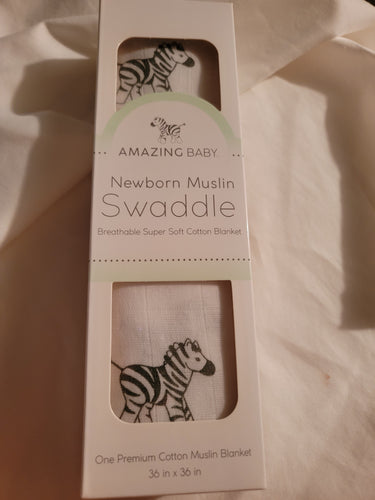 AMAZING BABY
Newborn Muslin
Swaddle
Breathable Super Soft Cotton Blanket
One Premium Cotton Muslin Blanket
36 in x 36 in